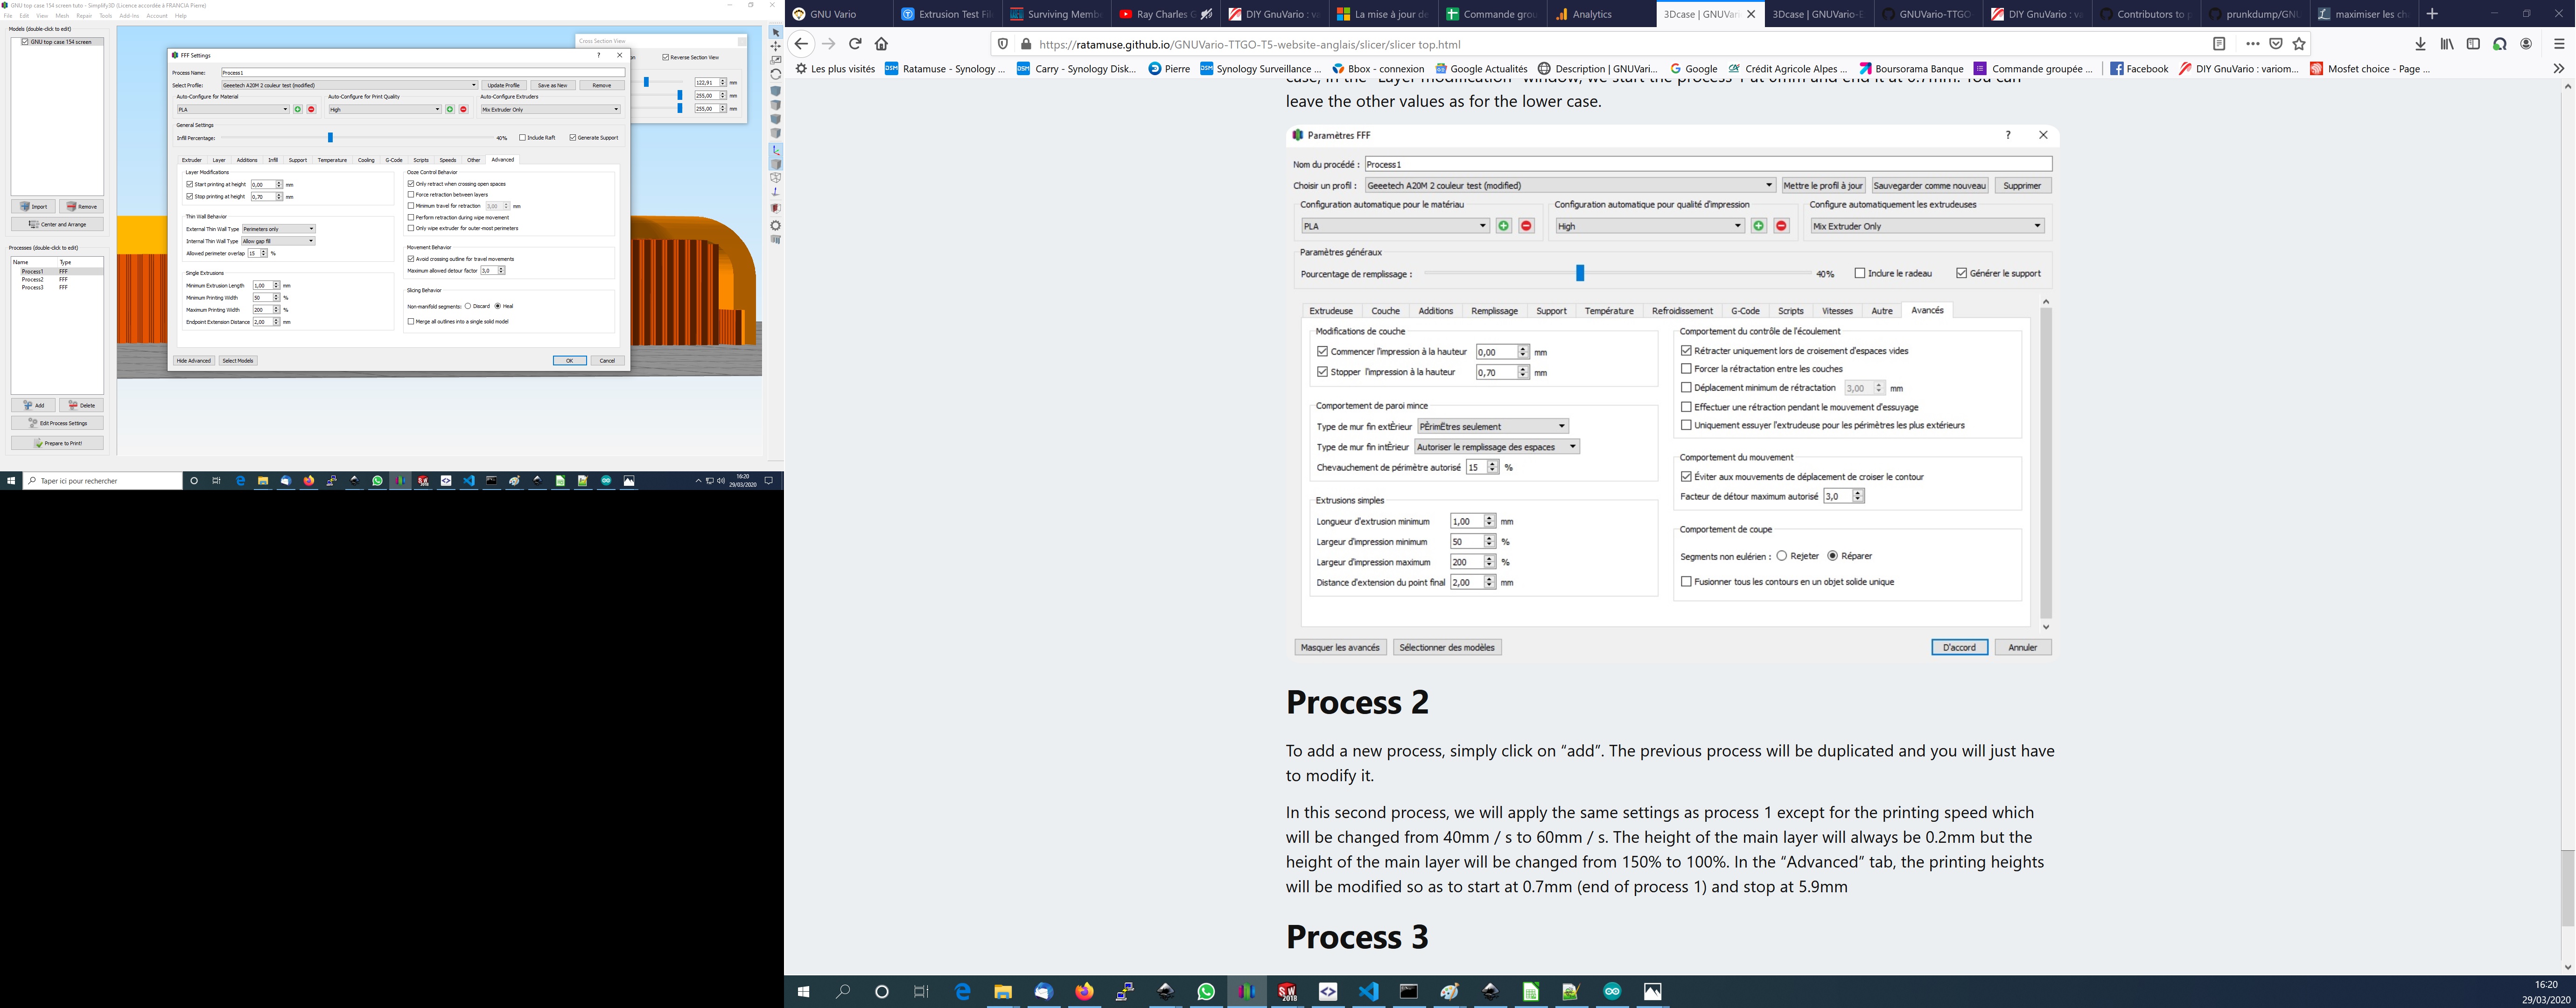 GNU top case 154 screen tuto - Simplify3D (Licence accordée à FRANCIA Pierre)
File Edit View Mesh Repair Tools Add-Ins Account Help
Models (double-click to edit)
GNU top case 154 screen
Import Remove
Center and Arrange
Processes (double-click to edit)
Name Type
Process1 FFF
Process2 FFF
Process3 FFF
Add Delete
Edit Process Settings
Prepare to Print!
Cross Section View
Reverse Section View
122,91 mm
255,00 mm
255,00 mm
FFF Settings
Process Name: Process1
Select Profile: Geeetech A20M 2 couleur test (modified) Update Profile Save as New Remove
Auto-Configure for Material Auto-Configure for Print Quality Auto-Configure Extruders
PLA High Mix Extruder Only
General Settings
Infill Percentage: 40% Include Raft Generate Support
Extruder Layer Additions Infill Support Temperature Cooling G-Code Scripts Speeds Other Advanced
Layer Modifications
Start printing at height 0,00 mm
Stop printing at height 0,70 mm
Thin Wall Behavior
External Thin Wall Type Perimeters only
Internal Thin Wall Type Allow gap fill
Allowed perimeter overlap 15 %
Single Extrusions
Minimum Extrusion Length 1,00 mm
Minimum Printing Width 50 %
Maximum Printing Width 200 %
Endpoint Extension Distance 2,00 mm
Ooze Control Behavior
Only retract when crossing open spaces
Force retraction between layers
Minimum travel for retraction 3,00 mm
Perform retraction during wipe movement
Only wipe extruder for outer-most perimeters
Movement Behavior
Avoid crossing outline for travel movements
Maximum allowed detour factor 3,0
Slicing Behavior
Non-manifold segments: Discard Heal
Merge all outlines into a single solid model
Hide Advanced Select Models OK Cancel
Taper ici pour rechercher
16:20
29/03/2020
GNU Vario Extrusion Test Fil Surviving Memb Ray Charles DIY GnuVario : v La mise à jour de Commande grou Analytics 3Dcase | GNUVar 3Dcase | GNUVario-E GNUVario-TTGO DIY GnuVario : v Contributors to p prunkdump/GNU maximiser les ch
https://ratamuse.github.io/GNUVario-TTGO-T5-website-anglais/slicer/slicer top.html
Les plus visités Ratamuse - Synology ... Carry - Synology Disk... Pierre Synology Surveillance ... Bbox - connexion Google Actualités Description | GNUVari... Google Crédit Agricole Alpes ... Boursorama Banque Commande groupée ... Facebook DIY GnuVario : variom... Mosfet choice - Page ...
case, in the "Layer modification" window, we start the process 1 at 0mm and end it at 0.7mm. You can
leave the other values as for the lower case.
Paramètres FFF
Nom du procédé : Process1
Choisir un profil : Geeetech A20M 2 couleur test (modified) Mettre le profil à jour Sauvegarder comme nouveau Supprimer
Configuration automatique pour le matériau Configuration automatique pour qualité d'impression Configure automatiquement les extrudeuses
PLA High Mix Extruder Only
Paramètres généraux
Pourcentage de remplissage : 40% Inclure le radeau Générer le support
Extrudeuse Couche Additions Remplissage Support Température Refroidissement G-Code Scripts Vitesses Autre Avancés
Modifications de couche
Commencer l'impression à la hauteur 0,00 mm
Stopper l'impression à la hauteur 0,70 mm
Comportement de paroi mince
Type de mur fin extÈrieur PÈrimËtres seulement
Type de mur fin intÈrieur Autoriser le remplissage des espaces
Chevauchement de périmètre autorisé 15 %
Extrusions simples
Longueur d'extrusion minimum 1,00 mm
Largeur d'impression minimum 50 %
Largeur d'impression maximum 200 %
Distance d'extension du point final 2,00 mm
Comportement du contrôle de l'écoulement
Rétracter uniquement lors de croisement d'espaces vides
Forcer la rétractation entre les couches
Déplacement minimum de rétractation 3,00 mm
Effectuer une rétraction pendant le mouvement d'essuyage
Uniquement essuyer l'extrudeuse pour les périmètres les plus extérieurs
Comportement du mouvement
Éviter aux mouvements de déplacement de croiser le contour
Facteur de détour maximum autorisé 3,0
Comportement de coupe
Segments non eulérien : Rejeter Réparer
Fusionner tous les contours en un objet solide unique
Masquer les avancés Sélectionner des modèles D'accord Annuler
Process 2
To add a new process, simply click on “add”. The previous process will be duplicated and you will just have
to modify it.
In this second process, we will apply the same settings as process 1 except for the printing speed which
will be changed from 40mm / s to 60mm / s. The height of the main layer will always be 0.2mm but the
height of the main layer will be changed from 150% to 100%. In the “Advanced” tab, the printing heights
will be modified so as to start at 0.7mm (end of process 1) and stop at 5.9mm
Process 3
16:20
29/03/2020